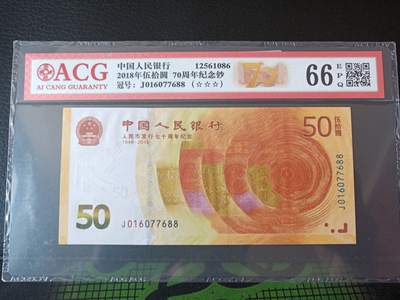 ACG
AI CANG GUARANTY
中国人民银行 12561086
2018年伍拾圆 70周年纪念钞
冠号: J016077688 (☆☆☆)
70
66 EPQ
中国人民银行
人民币发行七十周年纪念
1948-2018
50
伍拾圆
50
J016077688
J016077688